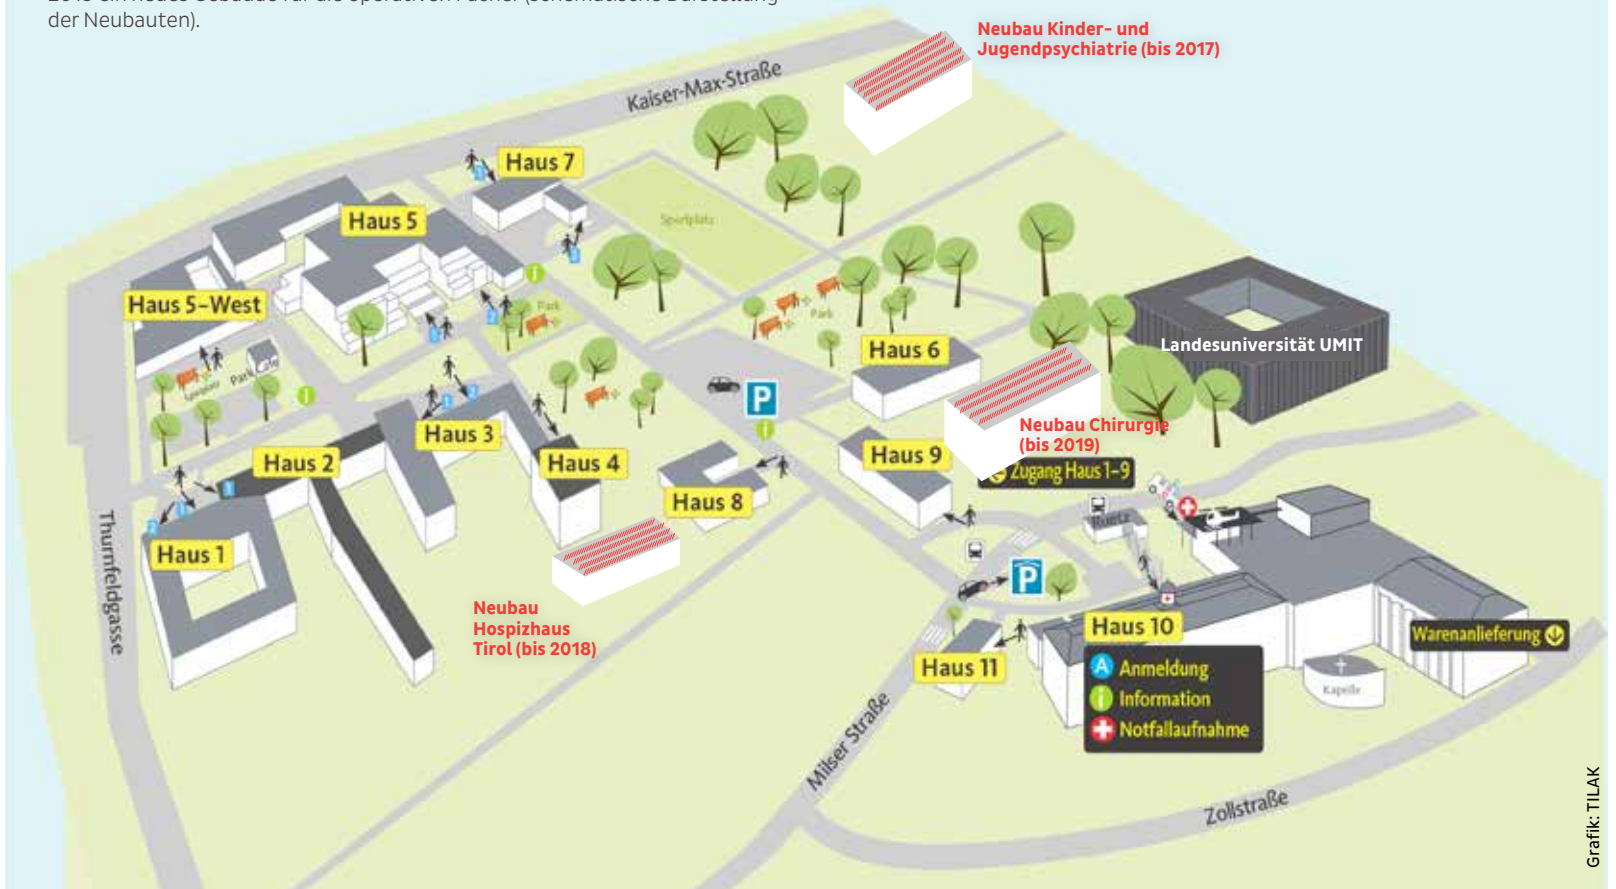 der Neubauten).
Neubau Kinder- und
Jugendpsychiatrie (bis 2017)
Kaiser-Max-Straße
Haus 7
Haus 5
Sportplatz
Haus 5-West
Park
Park
Landesuniversität UMIT
Haus 6
Park Cafe
P
Haus 3
Haus 2
Haus 4
Haus 9
Neubau Chirurgie
(bis 2019)
Zugang Haus 1-9
Haus 8
Haus 1
Thurnfeldgasse
P
Neubau
Hospizhaus
Tirol (bis 2018)
Haus 10
Haus 11
Warenanlieferung
A Anmeldung
i Information
Notfallaufnahme
Kapelle
Milser Straße
Zollstraße
Grafik: TILAK